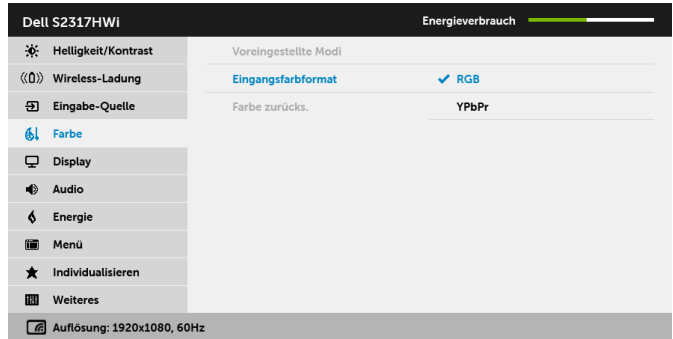 Dell S2317HWi
Energieverbrauch
Helligkeit/Kontrast
Voreingestellte Modi
Wireless-Ladung
Eingangsfarbformat
RGB
Eingabe-Quelle
Farbe zurücks.
YPbPr
Farbe
Display
Audio
Energie
Menü
Individualisieren
Weiteres
Auflösung: 1920x1080, 60Hz